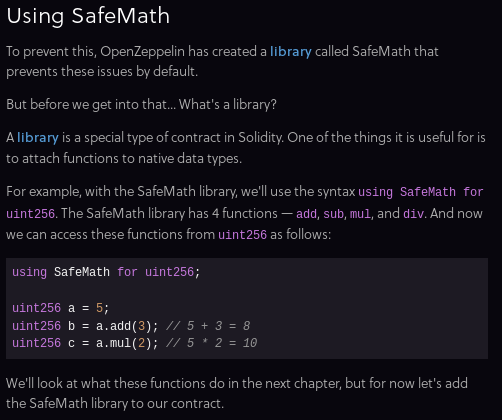 Using SafeMath
To prevent this, OpenZeppelin has created a library called SafeMath that
prevents these issues by default.
But before we get into that... What's a library?
A library is a special type of contract in Solidity. One of the things it is useful for is
to attach functions to native data types.
For example, with the SafeMath library, we'll use the syntax using SafeMath for
uint256. The SafeMath library has 4 functions — add, sub, mul, and div. And now
we can access these functions from uint256 as follows:
using SafeMath for uint256;
uint256 a = 5;
uint256 b = a.add(3); // 5 + 3 = 8
uint256 c = a.mul(2); // 5 * 2 = 10
We'll look at what these functions do in the next chapter, but for now let's add
the SafeMath library to our contract.